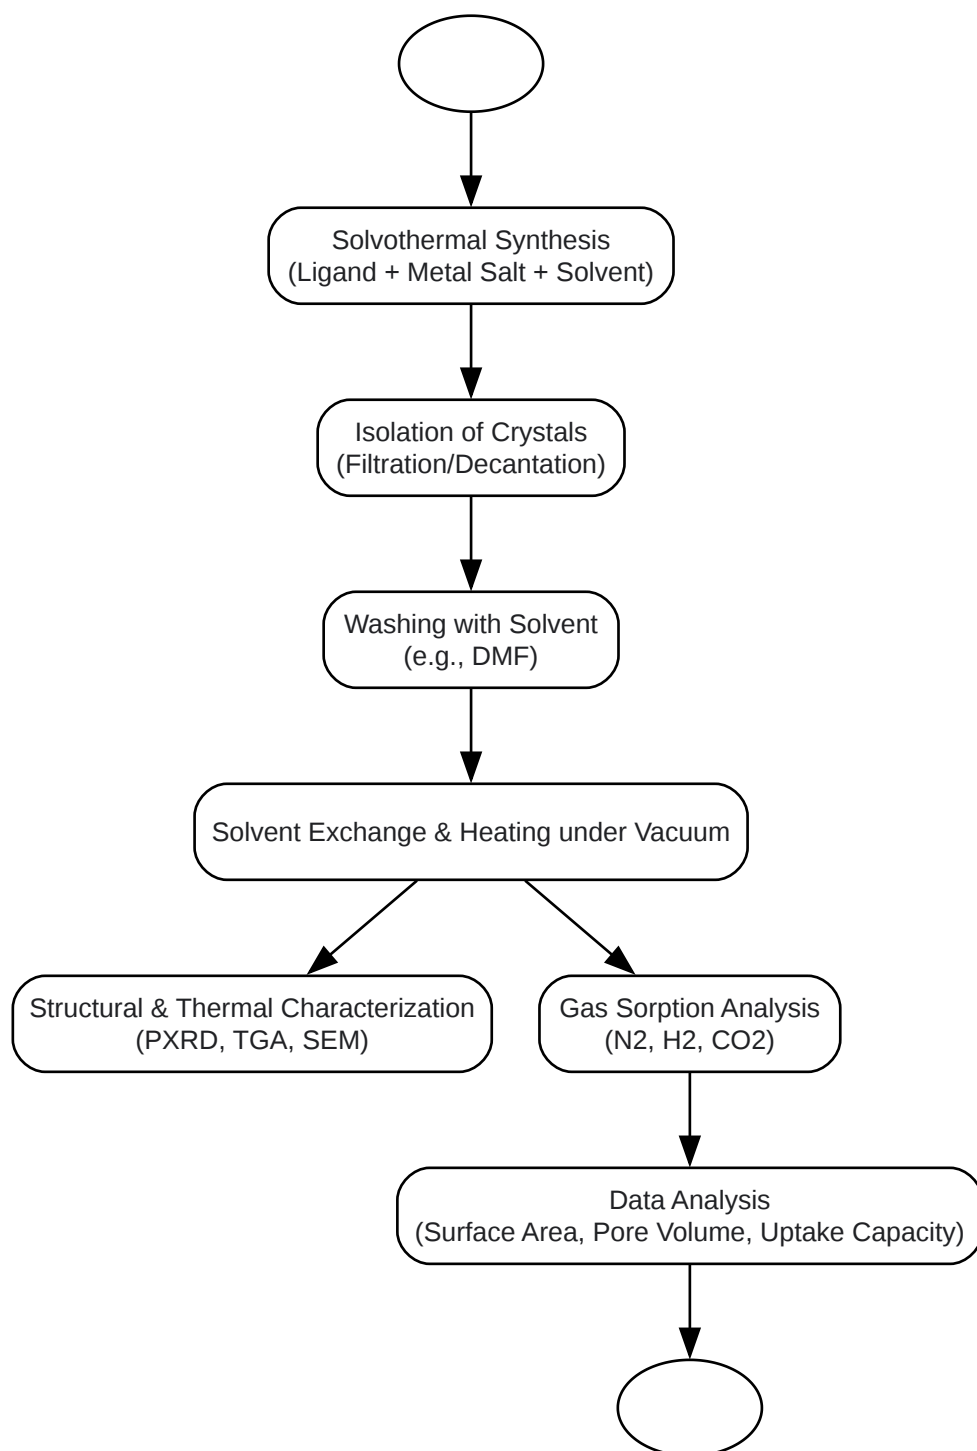 Solvothermal Synthesis
(Ligand + Metal Salt + Solvent)
Isolation of Crystals
(Filtration/Decantation)
Washing with Solvent
(e.g., DMF)
Solvent Exchange & Heating under Vacuum
Structural & Thermal Characterization
(PXRD, TGA, SEM)
Gas Sorption Analysis
(N2, H2, CO2)
Data Analysis
(Surface Area, Pore Volume, Uptake Capacity)